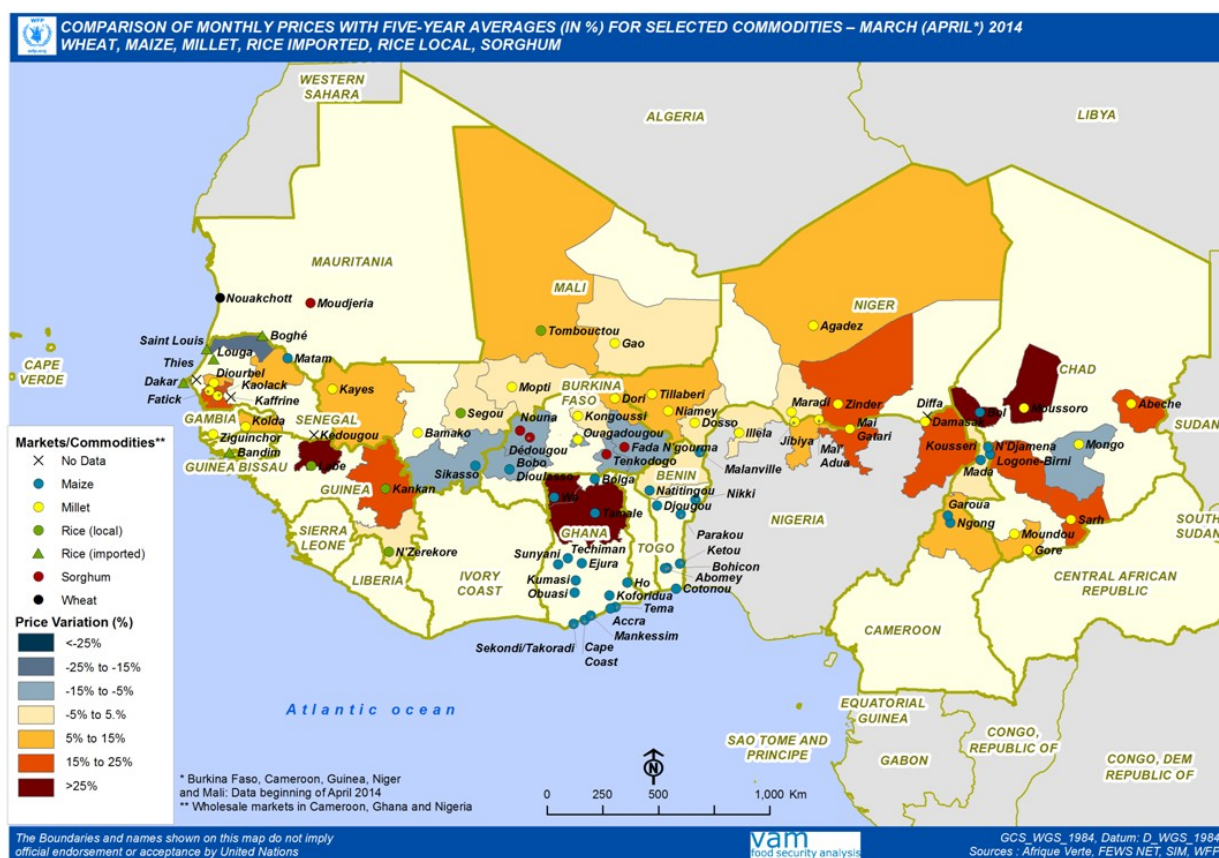 WFP
wfp.org
COMPARISON OF MONTHLY PRICES WITH FIVE-YEAR AVERAGES (IN %) FOR SELECTED COMMODITIES – MARCH (APRIL*) 2014
WHEAT, MAIZE, MILLET, RICE IMPORTED, RICE LOCAL, SORGHUM
WESTERN
SAHARA
ALGERIA
LIBYA
MAURITANIA
MALI
NIGER
CHAD
SUDAN
CAPE
VERDE
Nouakchott
Moudjeria
Boghé
Saint Louis
Louga
Thies
Matam
Diourbel
Dakar
Kaolack
Fatick
Kaffrine
GAMBIA
Kolda
SENEGAL
Ziguinchor
Kédougou
Bandim
GUINEA BISSAU
Kayes
Tombouctou
Gao
Agadez
Mopti
BURKINA
FASO
Dori
Tillaberi
Segou
Nouna
Kongoussi
Niamey
Maradi
Zinder
Diffa
Bol
Moussoro
Abeche
Bamako
Dédougou
Ouagadougou
Dosso
Illela
Jibiya
Mai
Gatari
Mai'
Adua
Damasak
Kousseri
N'Djamena
Mongo
Logone-Birni
Mada
Sikasso
Bobo
Dioulasso
Fada N'gourma
Tenkodogo
Malanville
BENIN
Labe
GUINEA
Kankan
Bolga
Natitingou
Nikki
Wa
Djougou
Tamale
NIGERIA
Garoua
Ngong
Sarh
Moundou
Gore
SIERRA
LEONE
N'Zerekore
LIBERIA
IVORY
COAST
GHANA
TOGO
Techiman
Sunyani
Ejura
Kumasi
Obuasi
Ho
Koforidua
Parakou
Ketou
Bohicon
Abomey
Cotonou
Tema
Accra
Mankessim
Cape
Coast
Sekondi/Takoradi
SOUTH
SUDAN
CENTRAL AFRICAN
REPUBLIC
CAMEROON
EQUATORIAL
GUINEA
SAO TOME AND
PRINCIPE
GABON
CONGO,
REPUBLIC OF
CONGO, DEM
REPUBLIC OF
Atlantic ocean
Markets/Commodities**
No Data
Maize
Millet
Rice (local)
Rice (imported)
Sorghum
Wheat
Price Variation (%)
<-25%
-25% to -15%
-15% to -5%
-5% to 5.%
5% to 15%
15% to 25%
>25%
* Burkina Faso, Cameroon, Guinea, Niger
and Mali: Data beginning of April 2014
** Wholesale markets in Cameroon, Ghana and Nigeria
N
0 250 500 1,000 Km
The Boundaries and names shown on this map do not imply
official endorsement or acceptance by United Nations
vam
food security analysis
GCS_WGS_1984, Datum: D_WGS_1984
Sources : Afrique Verte, FEWS NET, SIM, WFP